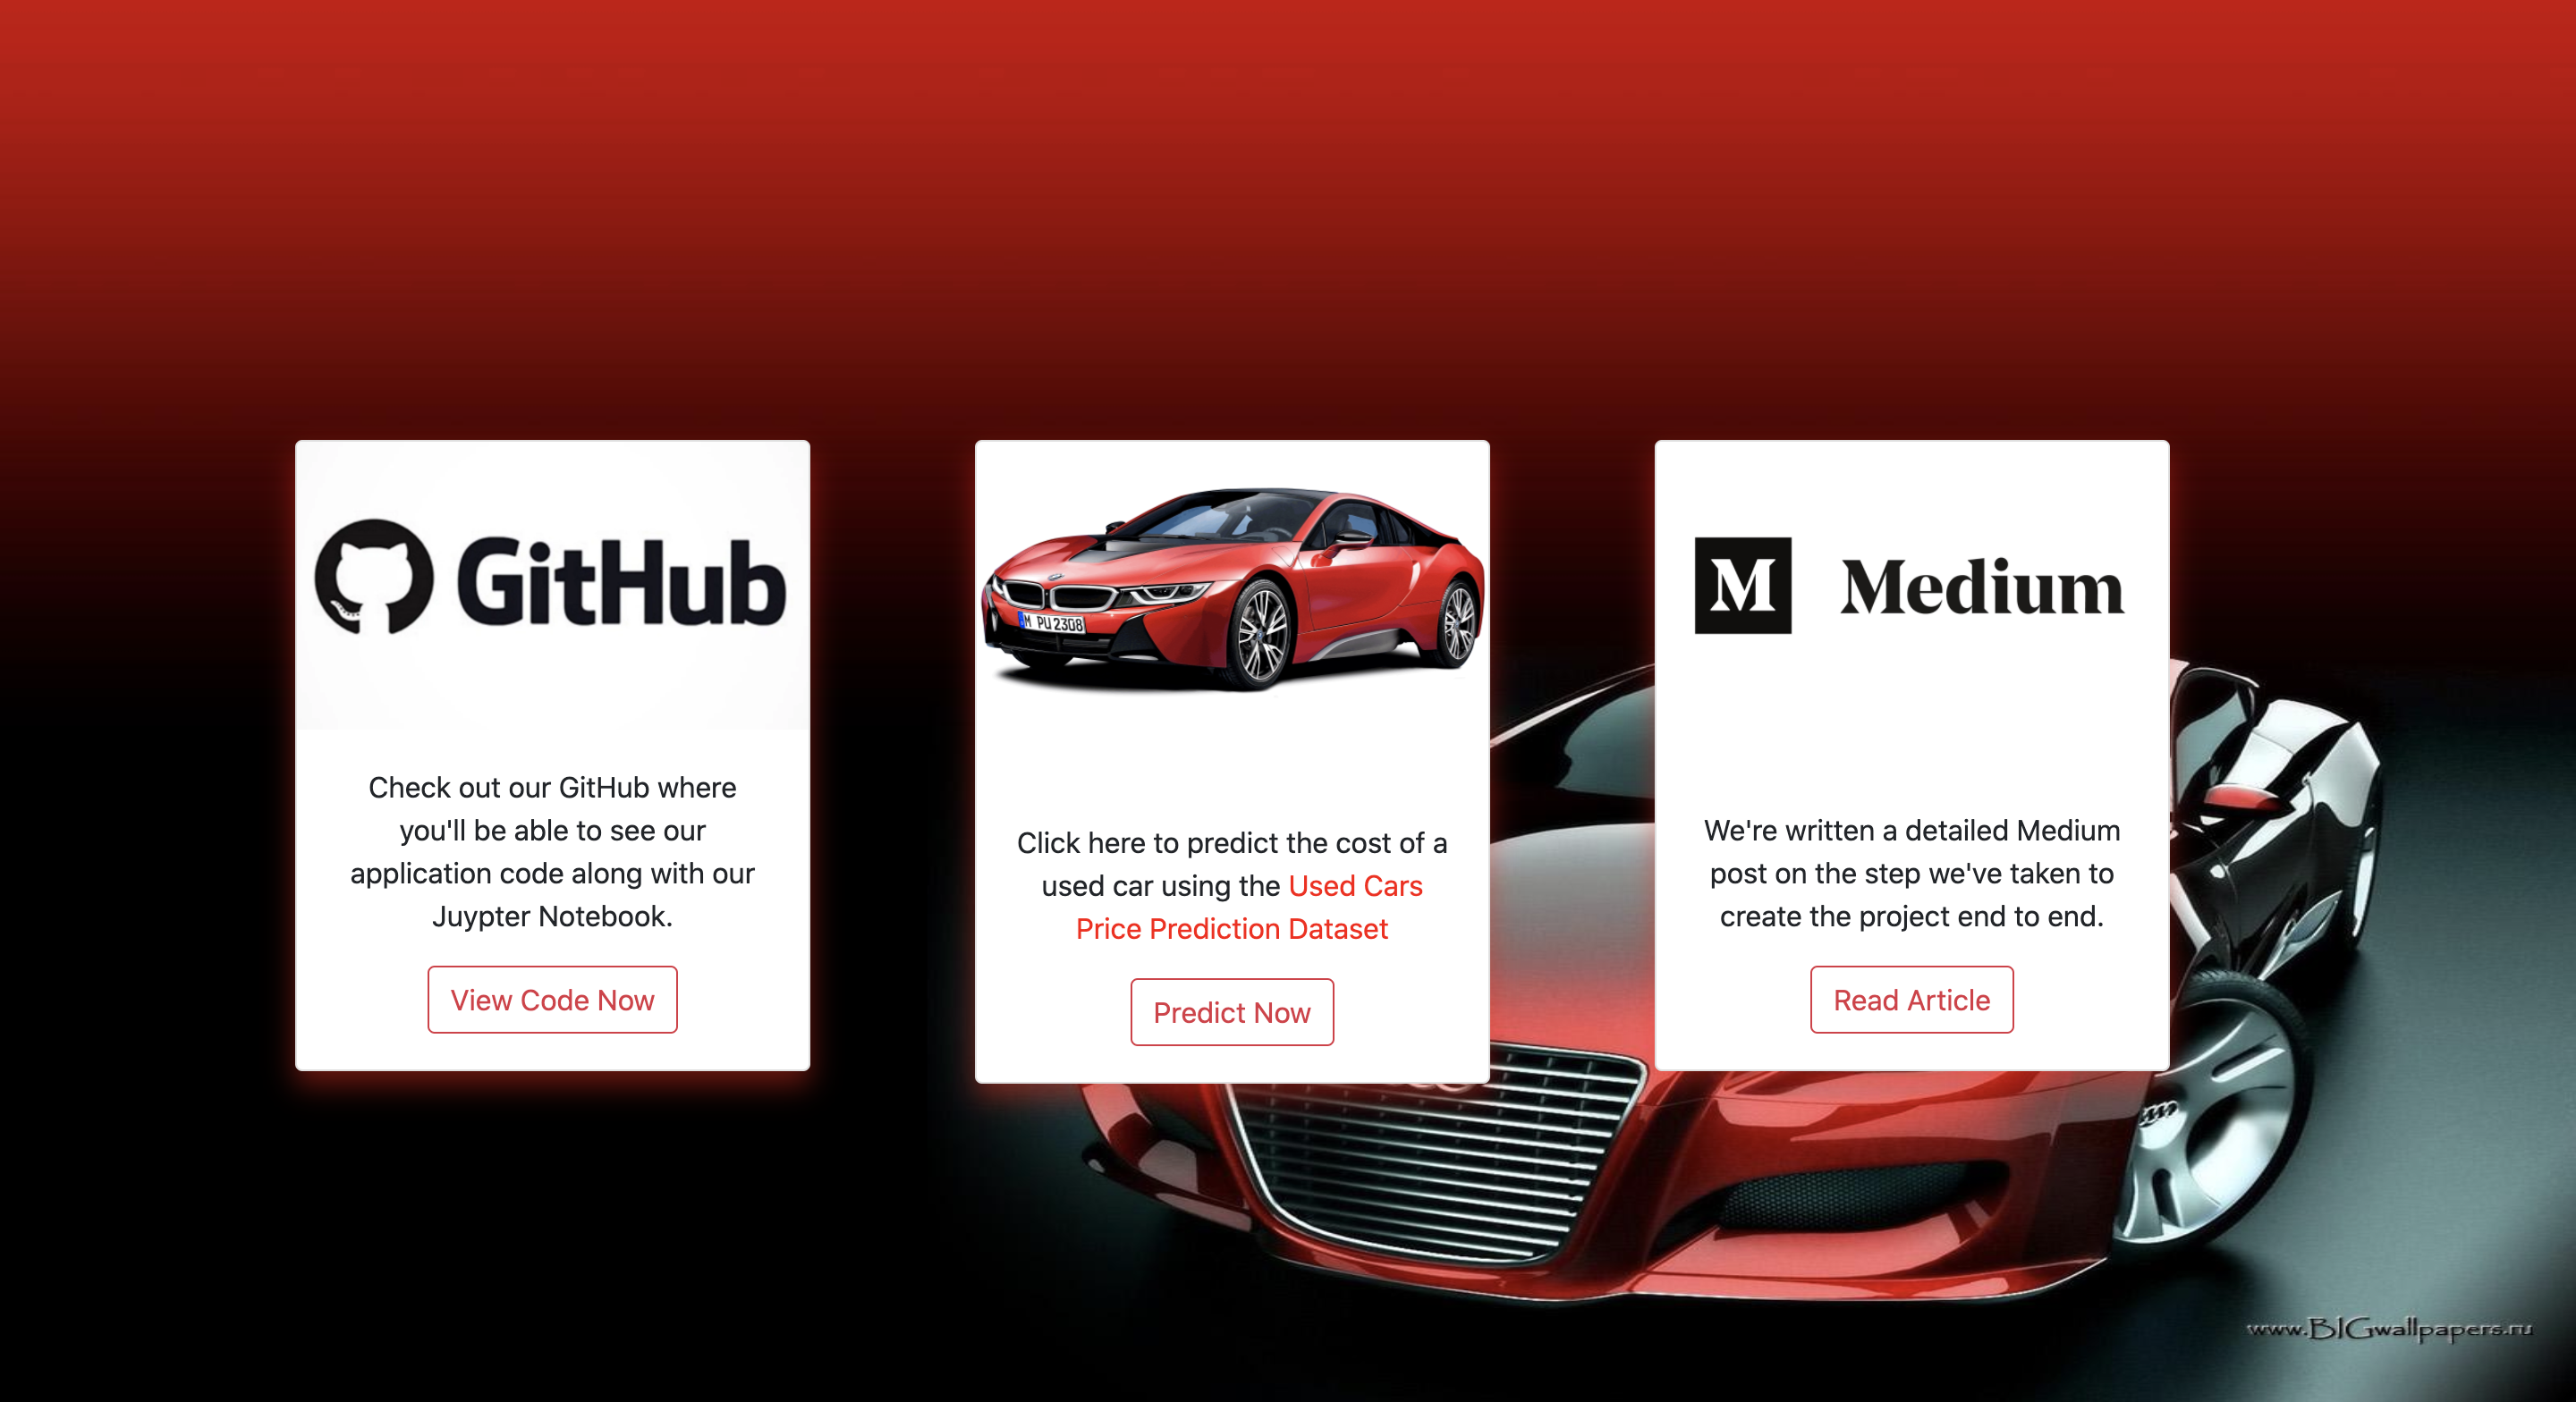 GitHub
Check out our GitHub where
you'll be able to see our
application code along with our
Juypter Notebook.
View Code Now
M PU 2308
Click here to predict the cost of a
used car using the Used Cars
Price Prediction Dataset
Predict Now
M Medium
We're written a detailed Medium
post on the step we've taken to
create the project end to end.
Read Article
www.BIGwallpapers.ru